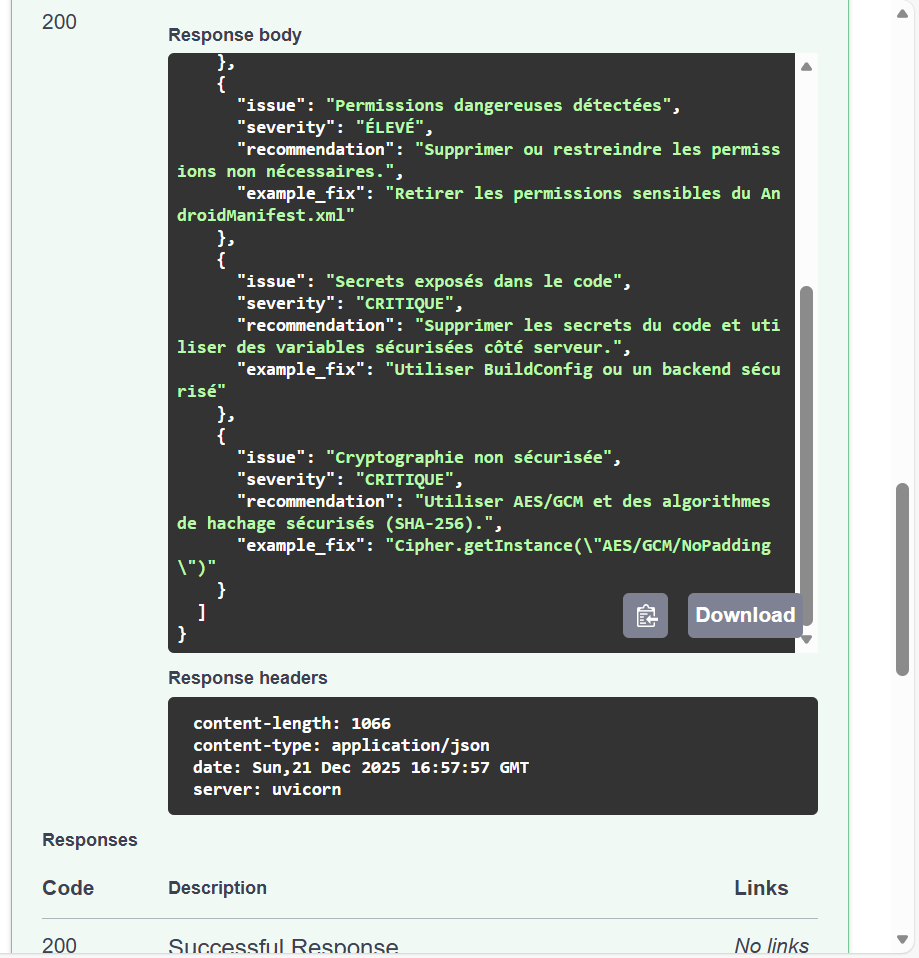 200
Response body
},
{
"issue": "Permissions dangereuses détectées",
"severity": "ÉLEVÉ",
"recommendation": "Supprimer ou restreindre les permiss
ions non nécessaires.",
"example_fix": "Retirer les permissions sensibles du An
droidManifest.xml"
},
{
"issue": "Secrets exposés dans le code",
"severity": "CRITIQUE",
"recommendation": "Supprimer les secrets du code et uti
liser des variables sécurisées côté serveur.",
"example_fix": "Utiliser BuildConfig ou un backend sécu
risé"
},
{
"issue": "Cryptographie non sécurisée",
"severity": "CRITIQUE",
"recommendation": "Utiliser AES/GCM et des algorithmes
de hachage sécurisés (SHA-256).",
"example_fix": "Cipher.getInstance(\"AES/GCM/NoPadding
\")"
}
]
}
Download
Response headers
content-length: 1066
content-type: application/json
date: Sun,21 Dec 2025 16:57:57 GMT
server: uvicorn
Responses
Code Description Links
200 Successful Response No links